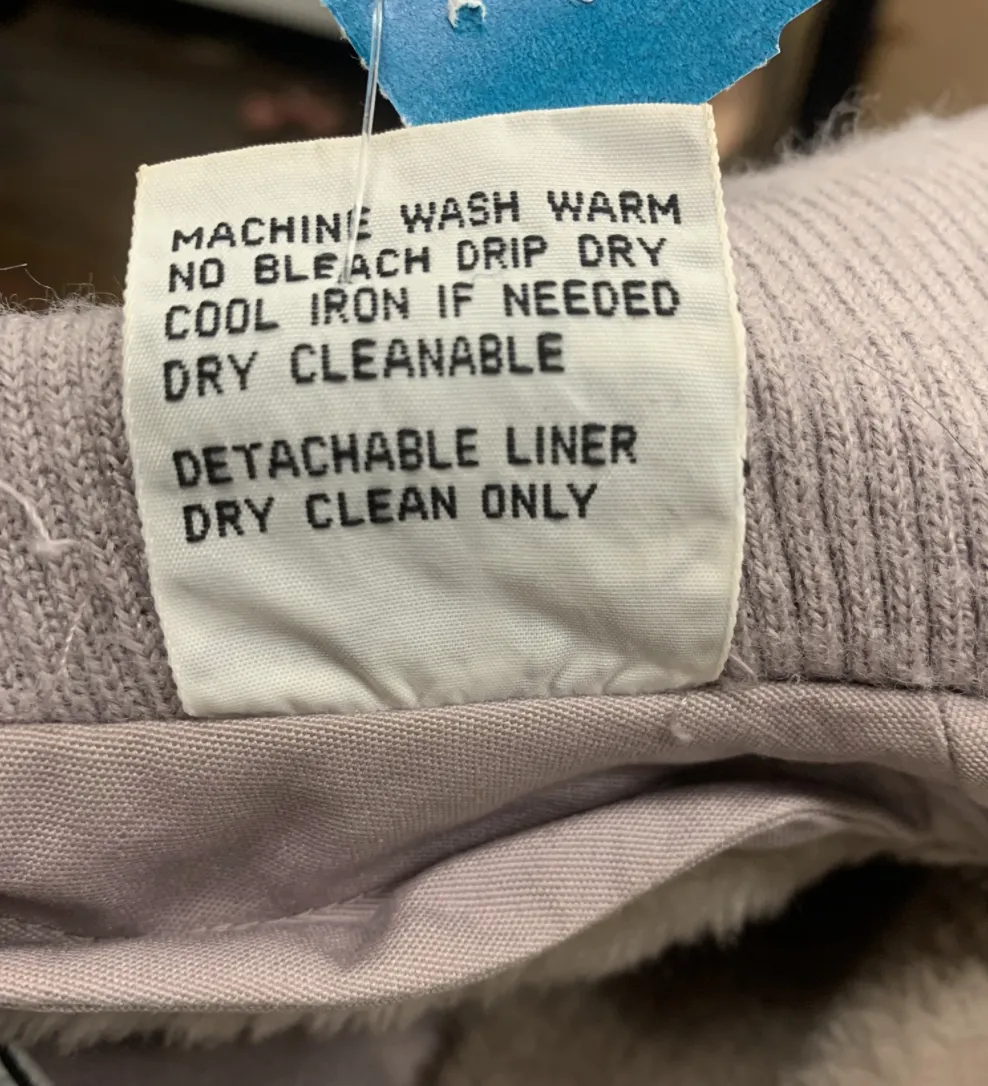 MACHINE WASH WARM
NO BLEACH DRIP DRY
COOL IRON IF NEEDED
DRY CLEANABLE
DETACHABLE LINER
DRY CLEAN ONLY